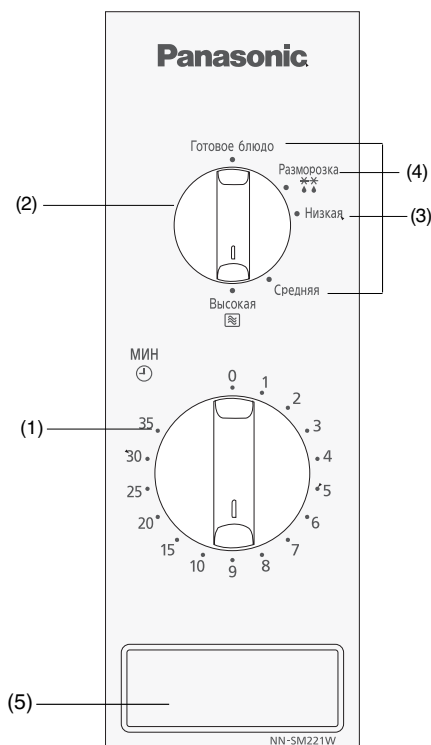 Panasonic
Готовое блюдо
Разморозка
(4)
(2)
Низкая
(3)
Средняя
Высокая
МИН
0
1
2
3
4
5
6
7
8
9
10
15
20
25
30
35
(1)
(5)
NN-SM221W